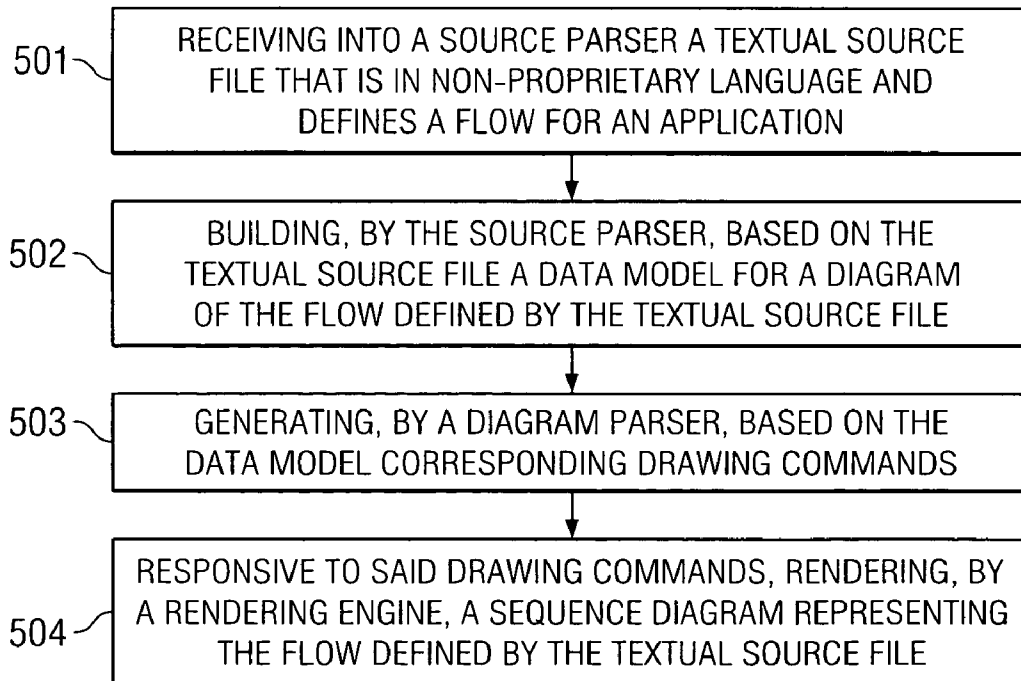 501
RECEIVING INTO A SOURCE PARSER A TEXTUAL SOURCE
FILE THAT IS IN NON-PROPRIETARY LANGUAGE AND
DEFINES A FLOW FOR AN APPLICATION
502
BUILDING, BY THE SOURCE PARSER, BASED ON THE
TEXTUAL SOURCE FILE A DATA MODEL FOR A DIAGRAM
OF THE FLOW DEFINED BY THE TEXTUAL SOURCE FILE
503
GENERATING, BY A DIAGRAM PARSER, BASED ON THE
DATA MODEL CORRESPONDING DRAWING COMMANDS
504
RESPONSIVE TO SAID DRAWING COMMANDS, RENDERING, BY
A RENDERING ENGINE, A SEQUENCE DIAGRAM REPRESENTING
THE FLOW DEFINED BY THE TEXTUAL SOURCE FILE